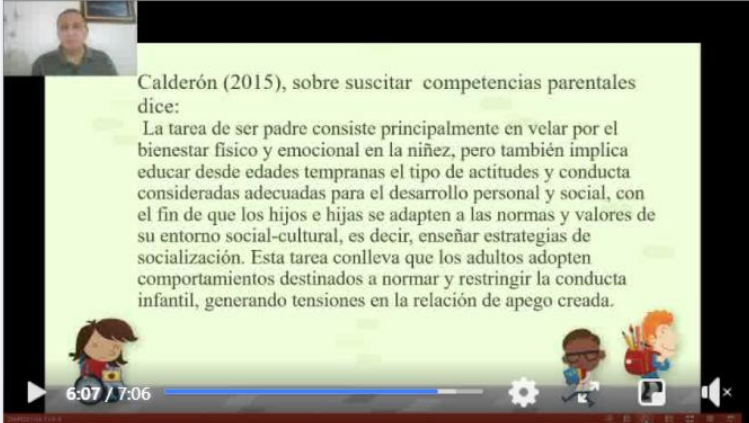 Calderón (2015), sobre suscitar competencias parentales
dice:
La tarea de ser padre consiste principalmente en velar por el
bienestar físico y emocional en la niñez, pero también implica
educar desde edades tempranas el tipo de actitudes y conducta
consideradas adecuadas para el desarrollo personal y social, con
el fin de que los hijos e hijas se adapten a las normas y valores de
su entorno social-cultural, es decir, enseñar estrategias de
socialización. Esta tarea conlleva que los adultos adopten
comportamientos destinados a normar y restringir la conducta
infantil, generando tensiones en la relación de apego creada.
6:07 / 7:06